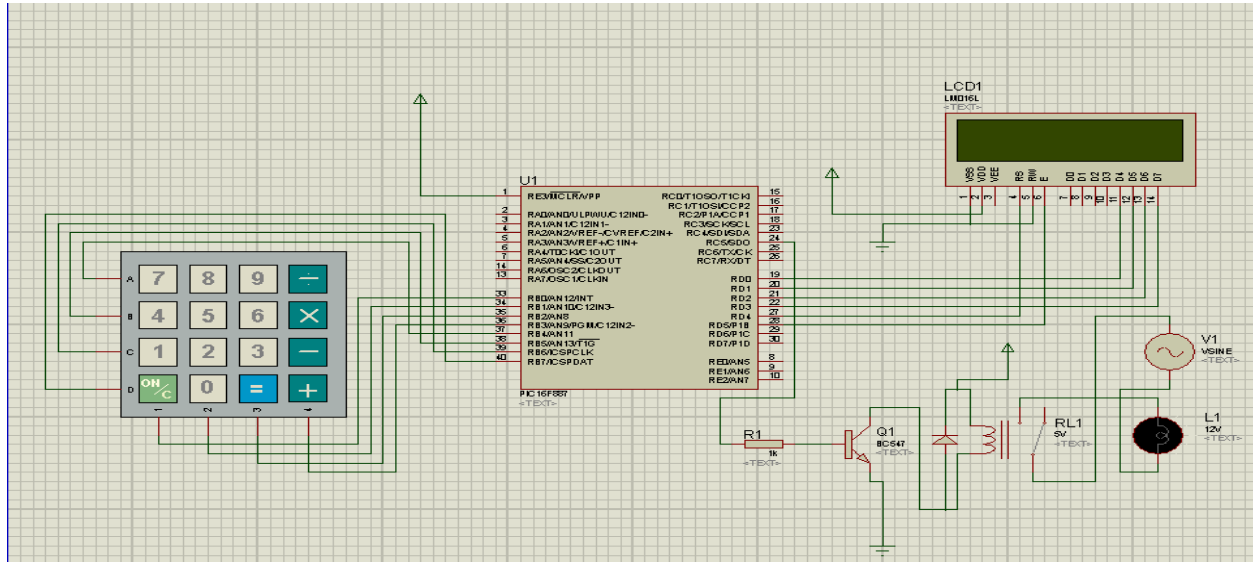 LCD1
LM016L
<TEXT>
VSS
VDD
VEE
RS
RW
E
D0
D1
D2
D3
D4
D5
D6
D7
1
2
3
4
5
6
7
8
9
10
11
12
13
14
U1
1 RE3/MCLR/VPP
2 RA0/AN0/ULPWU/C12IN0-
3 RA1/AN1/C12IN1-
4 RA2/AN2/VREF-/CVREF/C2IN+
5 RA3/AN3/VREF+/C1IN+
6 RA4/T0CKI/C1OUT
7 RA5/AN4/SS/C2OUT
14 RA6/OSC2/CLKOUT
13 RA7/OSC1/CLKIN
33 RB0/AN12/INT
34 RB1/AN10/C12IN3-
35 RB2/AN8
36 RB3/AN9/PGM/C12IN2-
37 RB4/AN11
38 RB5/AN13/T1G
39 RB6/ICSPCLK
40 RB7/ICSPDAT
RC0/T1OSO/T1CKI 15
RC1/T1OSI/CCP2 16
RC2/P1A/CCP1 17
RC3/SCK/SCL 18
RC4/SDI/SDA 23
RC5/SDO 24
RC6/TX/CK 25
RC7/RX/DT 26
RD0 19
RD1 20
RD2 21
RD3 22
RD4 27
RD5/P1B 28
RD6/P1C 29
RD7/P1D 30
RE0/AN5 8
RE1/AN6 9
RE2/AN7 10
PIC16F887
<TEXT>
A 7 8 9 ÷
B 4 5 6 ×
C 1 2 3 −
D ON/C 0 = +
1 2 3 4
R1
1k
<TEXT>
Q1
BC547
<TEXT>
RL1
5V
<TEXT>
V1
VSINE
<TEXT>
L1
12V
<TEXT>